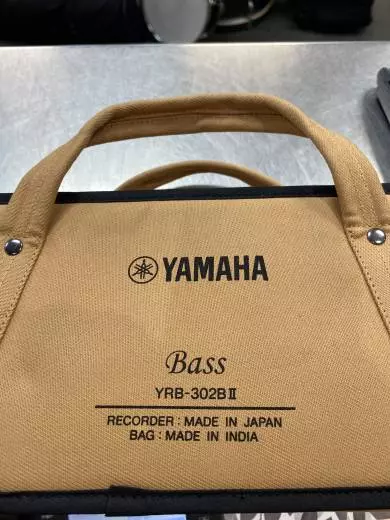 YAMAHA
Bass
YRB-302BⅡ
RECORDER: MADE IN JAPAN
BAG: MADE IN INDIA